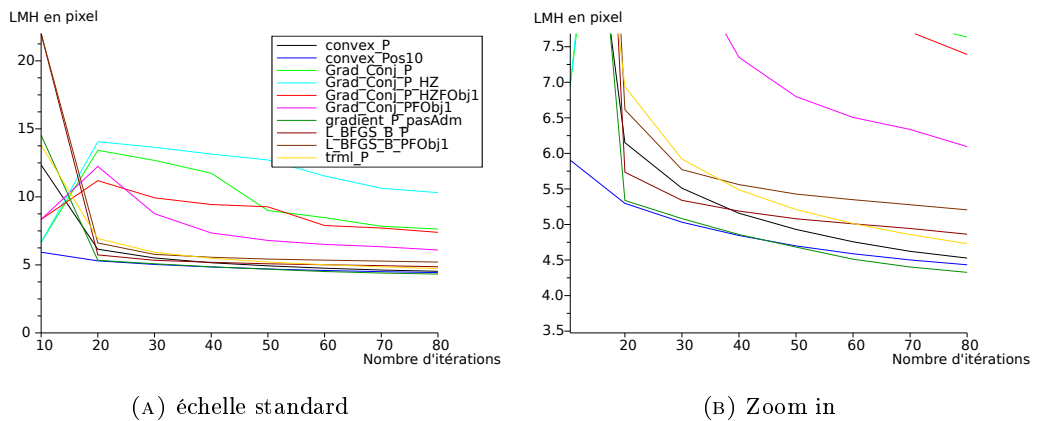 LMH en pixel
20
15
10
5
0
10 20 30 40 50 60 70 80
Nombre d'itérations
convex_P
convex_Pos10
Grad_Conj_P
Grad_Conj_P_HZ
Grad_Conj_P_HZFObj1
Grad_Conj_PFObj1
gradient_P_pasAdm
L_BFGS_B_P
L_BFGS_B_PFObj1
trml_P
(A) échelle standard
LMH en pixel
7.5
7.0
6.5
6.0
5.5
5.0
4.5
4.0
3.5
20 30 40 50 60 70 80
Nombre d'itérations
(B) Zoom in